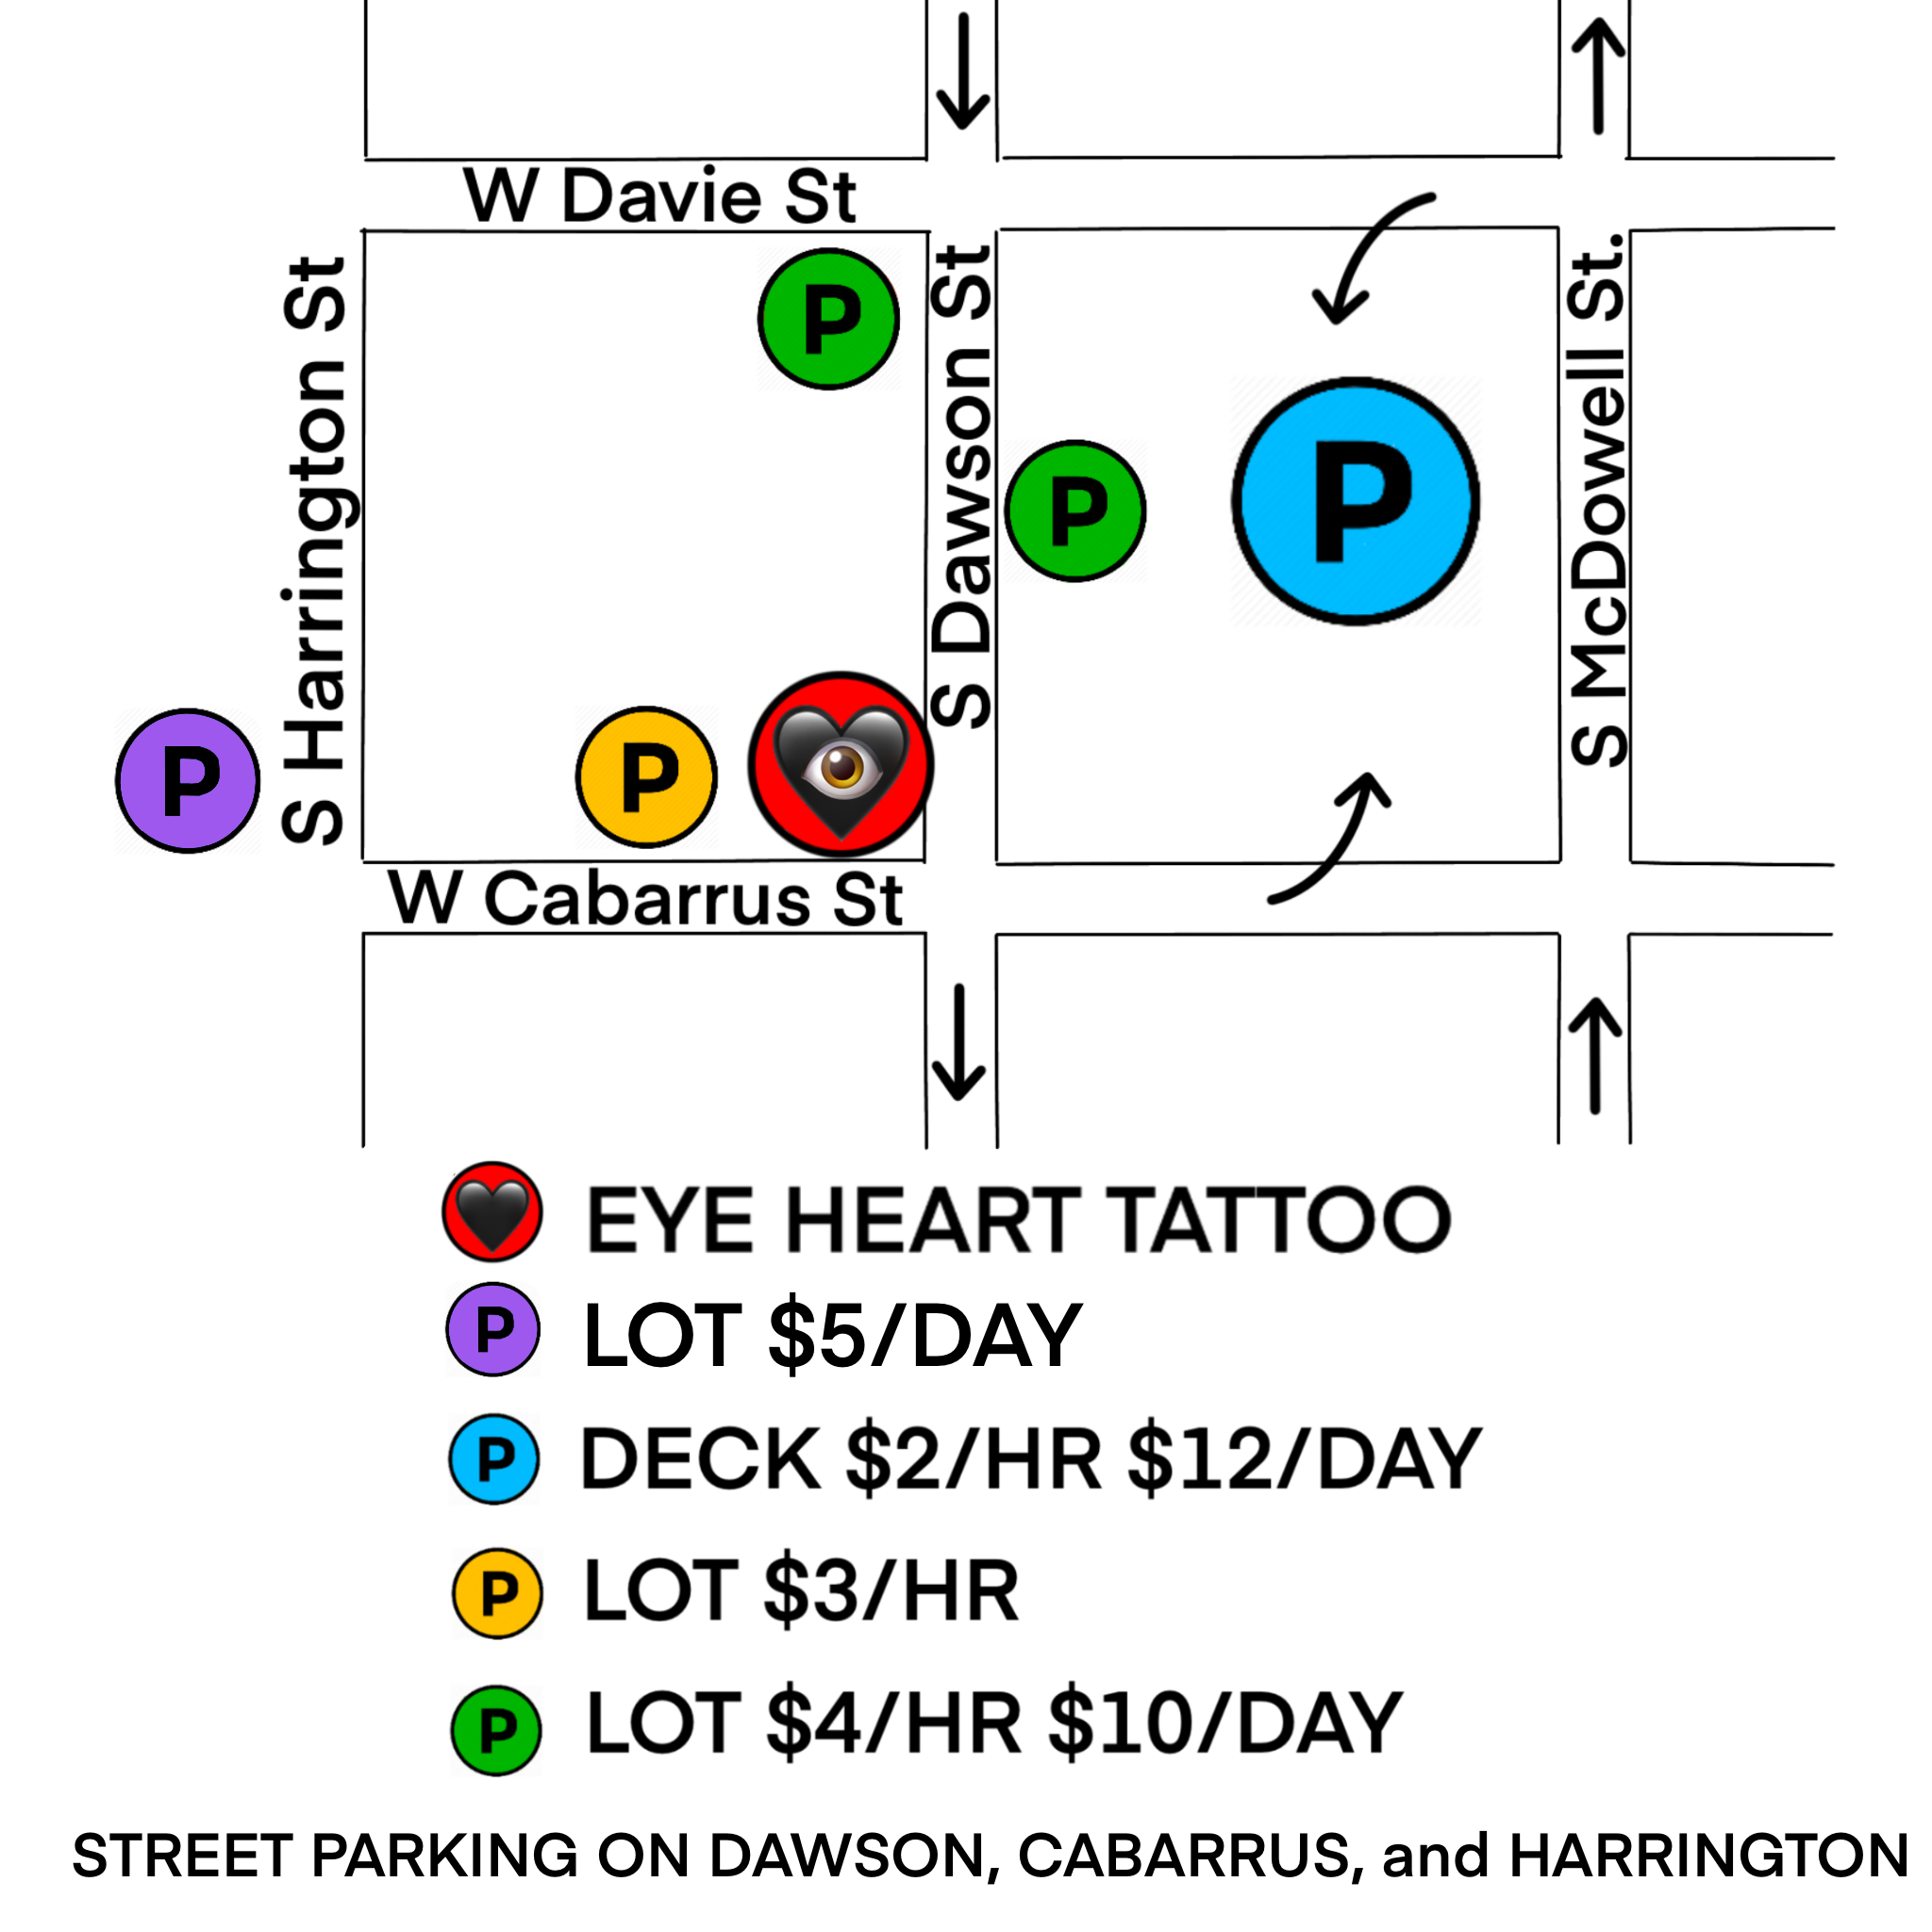 W Davie St
P
S Harrington St
S Dawson St
S McDowell St.
P
P
P
P
W Cabarrus St
EYE HEART TATTOO
P LOT $5/DAY
P DECK $2/HR $12/DAY
P LOT $3/HR
P LOT $4/HR $10/DAY
STREET PARKING ON DAWSON, CABARRUS, and HARRINGTON